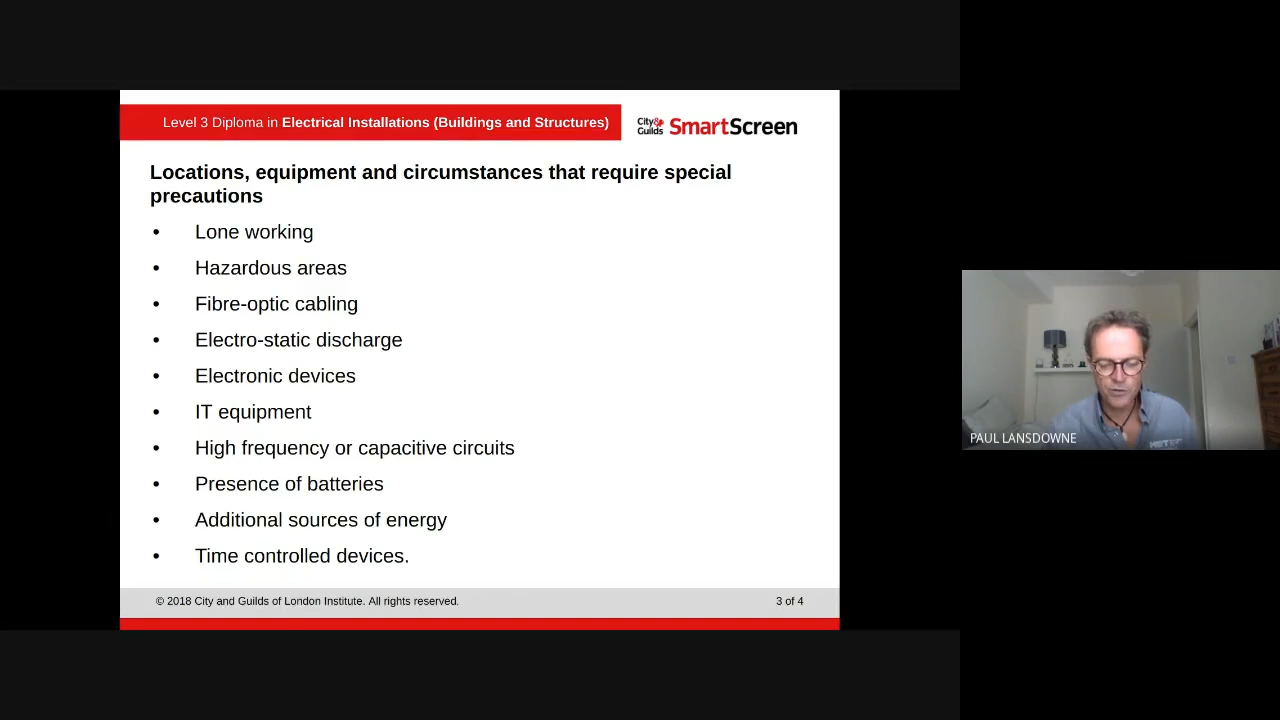 Level 3 Diploma in Electrical Installations (Buildings and Structures)
City& Guilds SmartScreen
Locations, equipment and circumstances that require special
precautions
• Lone working
• Hazardous areas
• Fibre-optic cabling
• Electro-static discharge
• Electronic devices
• IT equipment
• High frequency or capacitive circuits
• Presence of batteries
• Additional sources of energy
• Time controlled devices.
© 2018 City and Guilds of London Institute. All rights reserved.
3 of 4
PAUL LANSDOWNE